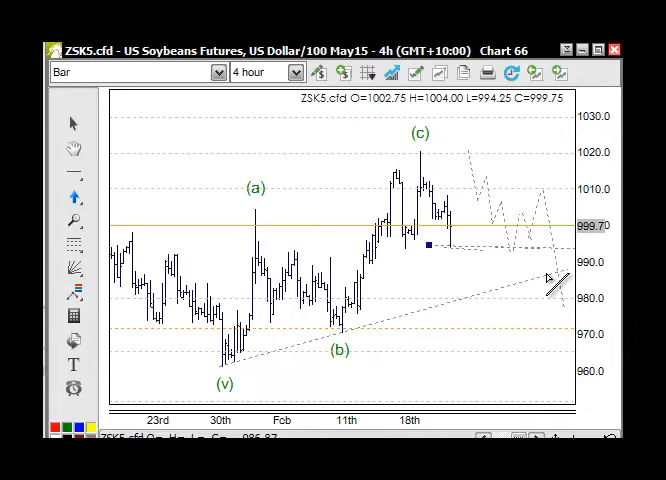 ZSK5.cfd - US Soybeans Futures, US Dollar/100 May15 - 4h (GMT+10:00) Chart 66
Bar 4 hour
ZSK5.cfd O=1002.75 H=1004.00 L=994.25 C=999.75
1030.0
1020.0
1010.0
999.70
990.0
980.0
970.0
960.0
(c)
(a)
(b)
(v)
T
23rd 30th Feb 11th 18th